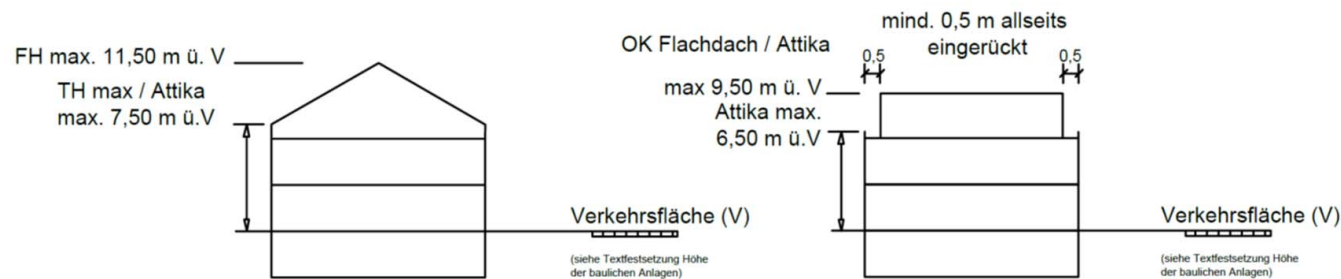 FH max. 11,50 m ü. V
TH max / Attika
max. 7,50 m ü.V
Verkehrsfläche (V)
(siehe Textfestsetzung Höhe
der baulichen Anlagen)
OK Flachdach / Attika
mind. 0,5 m allseits
eingerückt
0,5
0,5
max 9,50 m ü. V
Attika max.
6,50 m ü.V
Verkehrsfläche (V)
(siehe Textfestsetzung Höhe
der baulichen Anlagen)